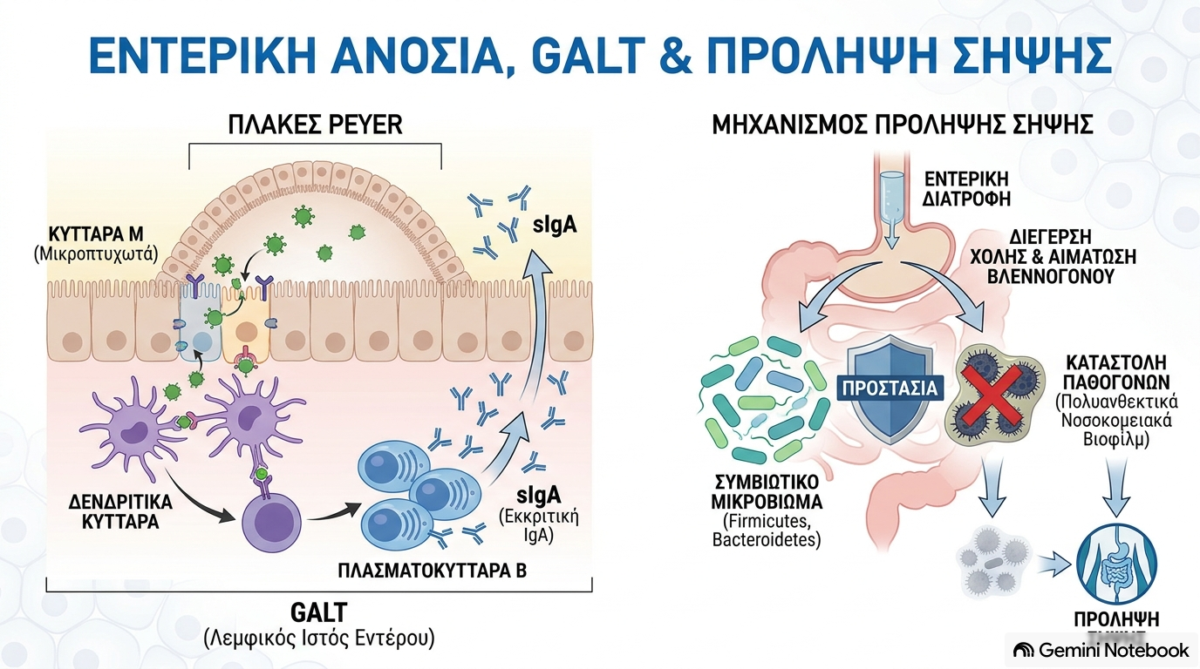 ΕΝΤΕΡΙΚΗ ΑΝΟΣΙΑ, GALT & ΠΡΟΛΗΨΗ ΣΗΨΗΣ
ΠΛΑΚΕΣ PEYER
ΚΥΤΤΑΡΑ Μ
(Μικροπτυχωτά)
sIgA
ΔΕΝΔΡΙΤΙΚΑ
ΚΥΤΤΑΡΑ
sIgA
(Εκκριτική
IgA)
ΠΛΑΣΜΑΤΟΚΥΤΤΑΡΑ Β
GALT
(Λεμφικός Ιστός Εντέρου)
ΜΗΧΑΝΙΣΜΟΣ ΠΡΟΛΗΨΗΣ ΣΗΨΗΣ
ΕΝΤΕΡΙΚΗ
ΔΙΑΤΡΟΦΗ
ΔΙΕΓΕΡΣΗ
ΧΟΛΗΣ & ΑΙΜΑΤΩΣΗ
ΒΛΕΝΝΟΓΟΝΟΥ
ΠΡΟΣΤΑΣΙΑ
ΣΥΜΒΙΩΤΙΚΟ
ΜΙΚΡΟΒΙΩΜΑ
(Firmicutes,
Bacteroidetes)
ΚΑΤΑΣΤΟΛΗ
ΠΑΘΟΓΟΝΩΝ
(Πολυανθεκτικά
Νοσοκομειακά
Βιοφίλμ)
ΠΡΟΛΗΨΗ
Gemini Notebook